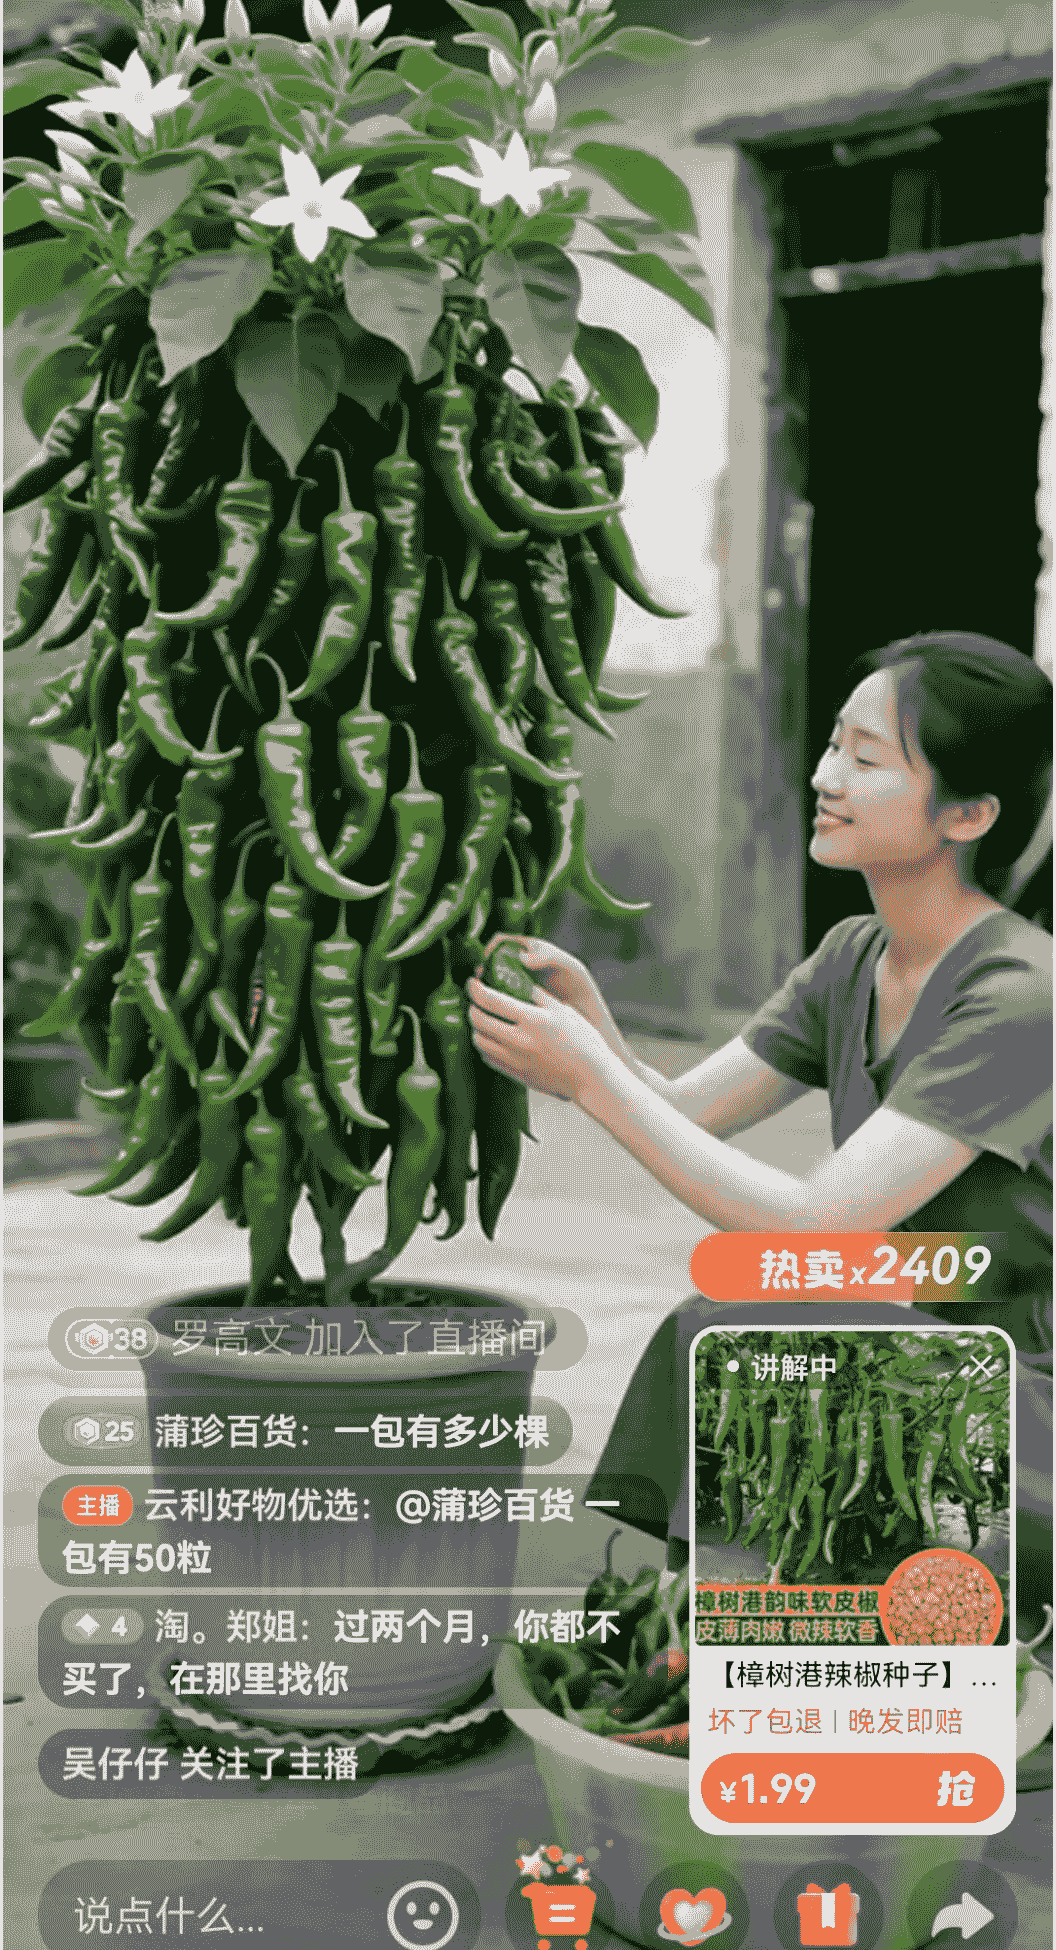 热卖x2409
38 罗高文 加入了直播间
25 蒲珍百货：一包有多少棵
主播 云利好物优选：@蒲珍百货 一
包有50粒
4 淘。郑姐：过两个月，你都不
买了，在那里找你
吴仔仔 关注了主播
讲解中
樟树港韵味软皮椒
皮薄肉嫩 微辣软香
【樟树港辣椒种子】...
坏了包退 | 晚发即赔
¥1.99 抢
说点什么...